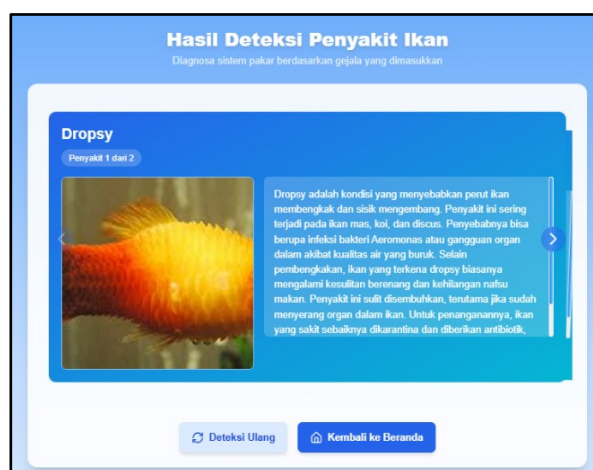 Hasil Deteksi Penyakit Ikan
Diagnosa sistem pakar berdasarkan gejala yang dimasukkan
Dropsy
Penyakit 1 dari 2
Dropsy adalah kondisi yang menyebabkan perut ikan
membengkak dan sisik mengembang. Penyakit ini sering
terjadi pada ikan mas, koi, dan discus. Penyebabnya bisa
berupa infeksi bakteri Aeromonas atau gangguan organ
dalam akibat kualitas air yang buruk. Selain
pembengkakan, ikan yang terkena dropsy biasanya
mengalami kesulitan berenang dan kehilangan nafsu
makan. Penyakit ini sulit disembuhkan, terutama jika sudah
menyerang organ dalam ikan. Untuk penanganannya, ikan
yang sakit sebaiknya dikarantina dan diberikan antibiotik,
Deteksi Ulang
Kembali ke Beranda